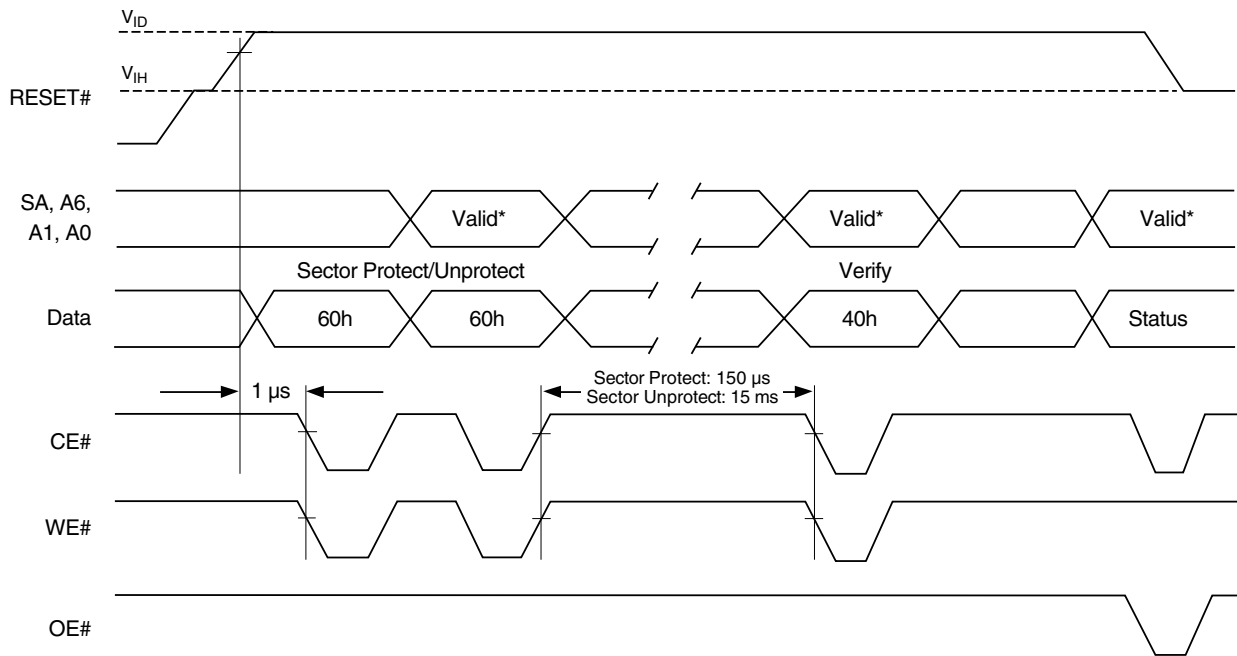 VID
VIH
RESET#
SA, A6,
A1, A0
Valid*
Valid*
Valid*
Sector Protect/Unprotect
Verify
Data
60h
60h
40h
Status
1 µs
Sector Protect: 150 µs
Sector Unprotect: 15 ms
CE#
WE#
OE#